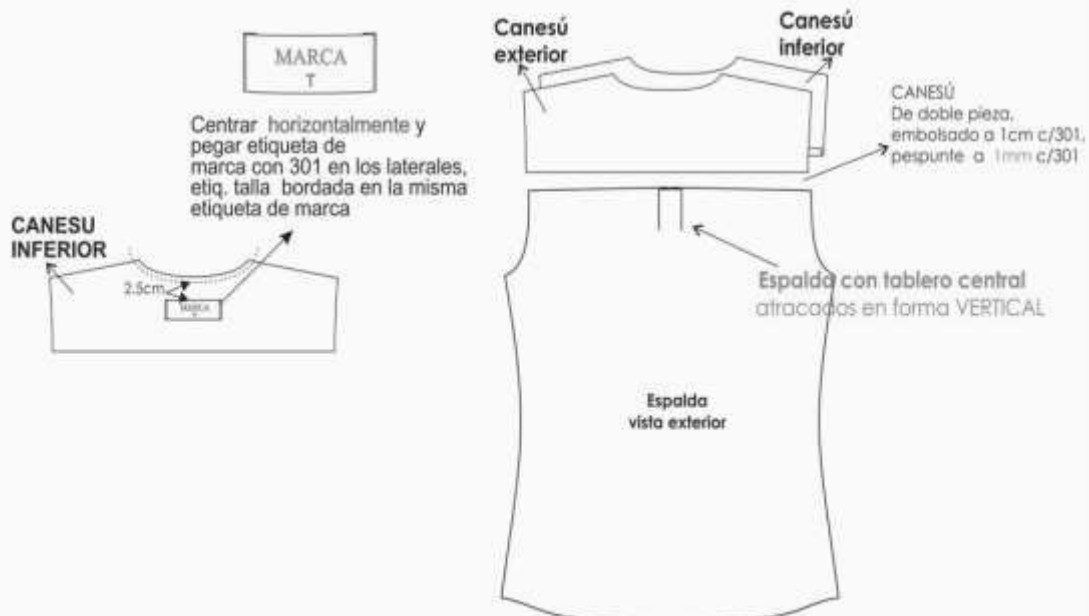 MARCA
T
Centrar horizontalmente y
pegar etiqueta de
marca con 301 en los laterales,
etiq. talla bordada en la misma
etiqueta de marca
CANESU
INFERIOR
2.5cm
MARCA
T
Canesú
exterior
Canesú
inferior
CANESÚ
De doble pieza,
embolsado a 1cm c/301,
pespunte a 1mm c/301
Espalda con tablero central
atracados en forma VERTICAL
Espalda
vista exterior